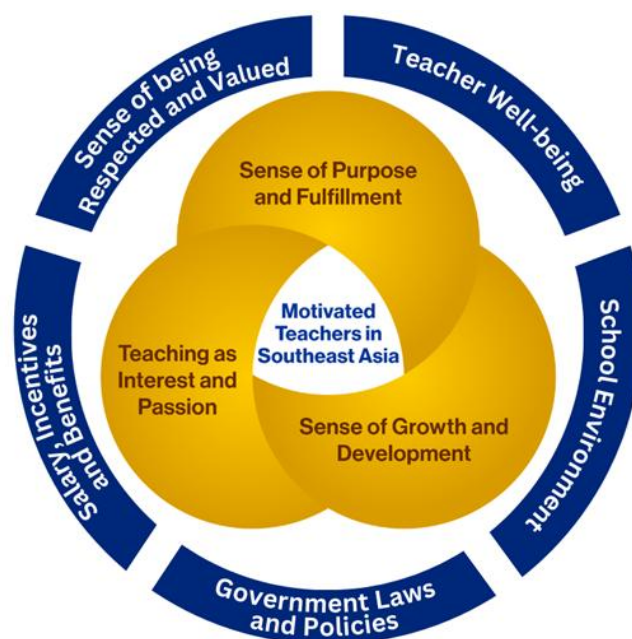 Sense of being
Respected and Valued
Teacher Well-being
Sense of Purpose
and Fulfillment
Motivated
Teachers in
Southeast Asia
Teaching as
Interest and
Passion
Sense of Growth and
Development
Salary, Incentives
and Benefits
School Environment
Government Laws
and Policies